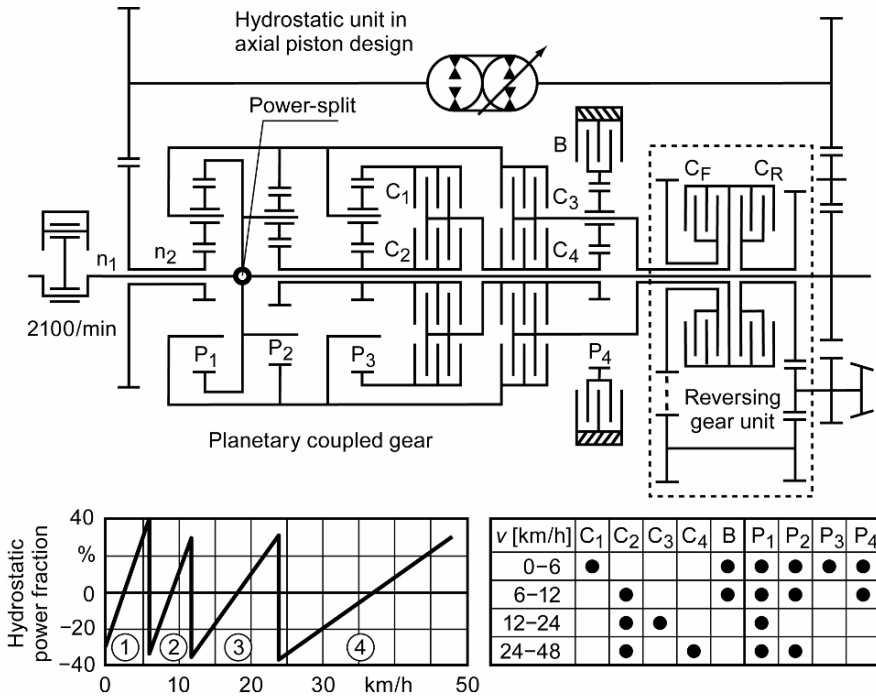 Hydrostatic unit in
axial piston design
Power-split
B
C1
C3
CF
CR
n1
n2
C2
C4
2100/min
P1
P2
P3
P4
Reversing
gear unit
Planetary coupled gear
Hydrostatic
power fraction
40
%
0
−20
−40
1
2
3
4
0
10
20
30
km/h
50
v [km/h] C1 C2 C3 C4 B P1 P2 P3 P4
0−6 ● ● ● ● ● ●
6−12 ● ● ● ● ●
12−24 ● ● ●
24−48 ● ● ● ●